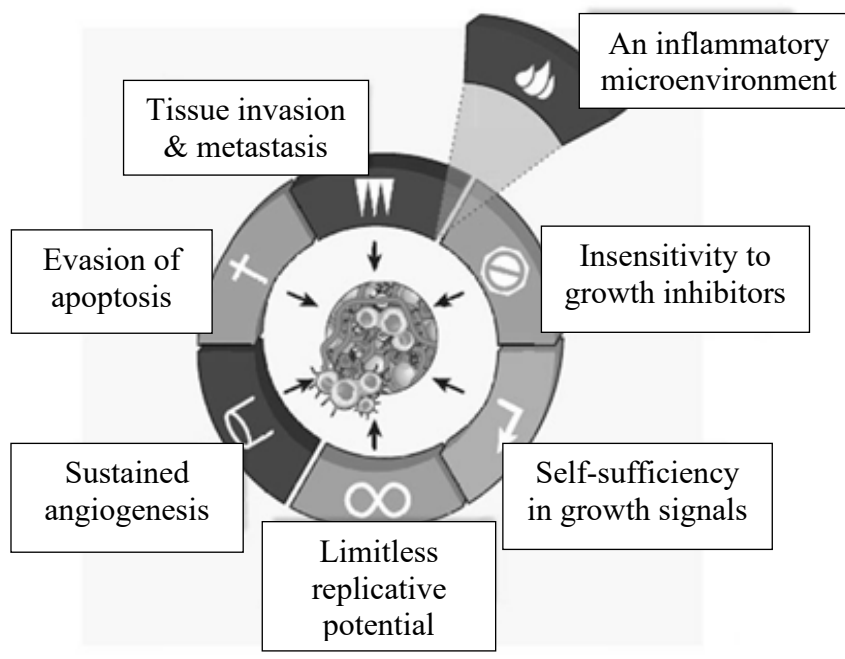 An inflammatory
microenvironment
Tissue invasion
& metastasis
Evasion of
apoptosis
Insensitivity to
growth inhibitors
Sustained
angiogenesis
Self-sufficiency
in growth signals
Limitless
replicative
potential